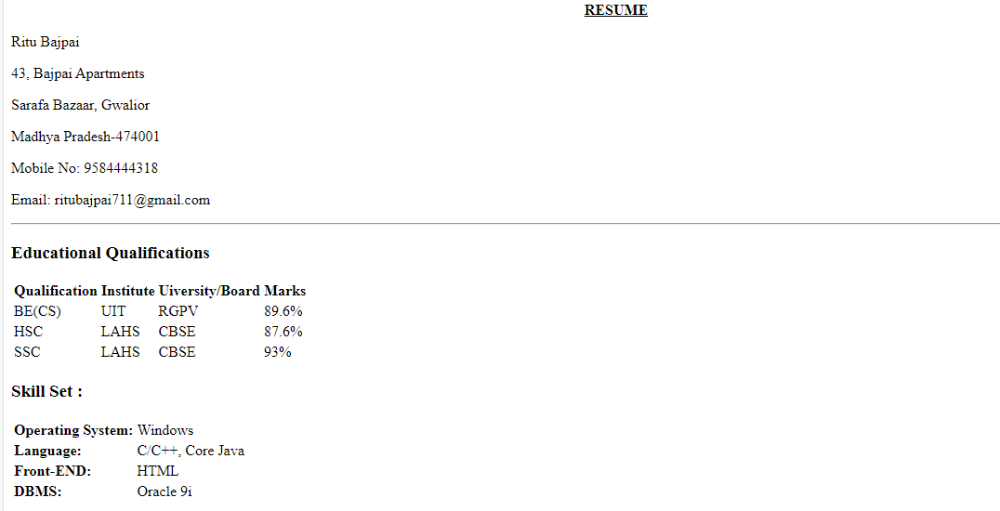 RESUME
Ritu Bajpai
43, Bajpai Apartments
Sarafa Bazaar, Gwalior
Madhya Pradesh-474001
Mobile No: 9584444318
Email: ritubajpai711@gmail.com
Educational Qualifications
Qualification Institute Uiversity/Board Marks
BE(CS) UIT RGPV 89.6%
HSC LAHS CBSE 87.6%
SSC LAHS CBSE 93%
Skill Set :
Operating System: Windows
Language: C/C++, Core Java
Front-END: HTML
DBMS: Oracle 9i